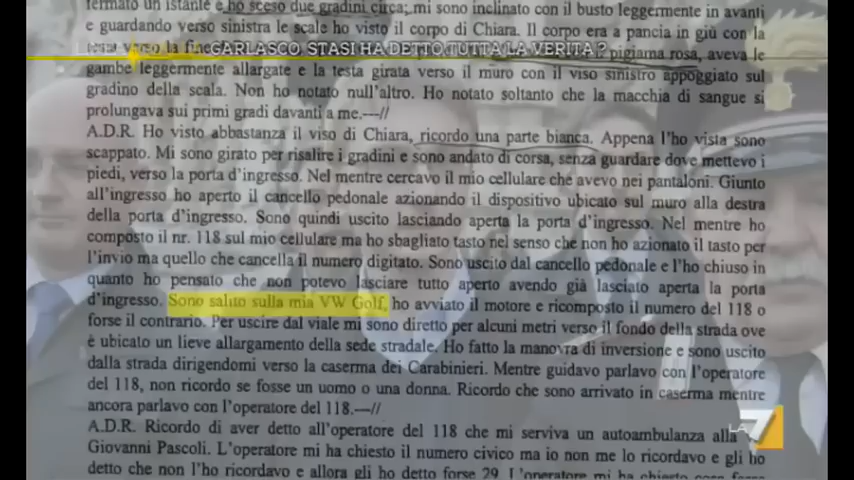 fermato un istante e ho sceso due gradini circa; mi sono inclinato con il busto leggermente in avanti
e guardando verso sinistra le scale ho visto il corpo di Chiara. Il corpo era a pancia in giù con la
testa verso la fine pigiama rosa, aveva le
GARLASCO, STASI HA DETTO TUTTA LA VERITA'?
gambe leggermente allargate e la testa girata verso il muro con il viso sinistro appoggiato sul
gradino della scala. Non ho notato null'altro. Ho notato soltanto che la macchia di sangue si
prolungava sui primi gradi davanti a me.---//
A.D.R. Ho visto abbastanza il viso di Chiara, ricordo una parte bianca. Appena l'ho vista sono
scappato. Mi sono girato per risalire i gradini e sono andato di corsa, senza guardare dove mettevo i
piedi, verso la porta d'ingresso. Nel mentre cercavo il mio cellulare che avevo nei pantaloni. Giunto
all'ingresso ho aperto il cancello pedonale azionando il dispositivo ubicato sul muro alla destra
della porta d'ingresso. Sono quindi uscito lasciando aperta la porta d'ingresso. Nel mentre ho
composto il nr. 118 sul mio cellulare ma ho sbagliato tasto nel senso che non ho azionato il tasto per
l'invio ma quello che cancella il numero digitato. Sono uscito dal cancello pedonale e l'ho chiuso in
quanto ho pensato che non potevo lasciare tutto aperto avendo già lasciato aperta la porta
d'ingresso. Sono salito sulla mia VW Golf, ho avviato il motore e ricomposto il numero del 118 o
forse il contrario. Per uscire dal viale mi sono diretto per alcuni metri verso il fondo della strada ove
è ubicato un lieve allargamento della sede stradale. Ho fatto la manovra di inversione e sono uscito
dalla strada dirigendomi verso la caserma dei Carabinieri. Mentre guidavo parlavo con l'operatore
del 118, non ricordo se fosse un uomo o una donna. Ricordo che sono arrivato in caserma mentre
ancora parlavo con l'operatore del 118.---//
A.D.R. Ricordo di aver detto all'operatore del 118 che mi serviva un autoambulanza alla
LA7
Giovanni Pascoli. L'operatore mi ha chiesto il numero civico ma io non me lo ricordavo e gli ho
detto che non l'ho ricordavo e allora gli ho detto forse 29. L'operatore mi ha chiesto